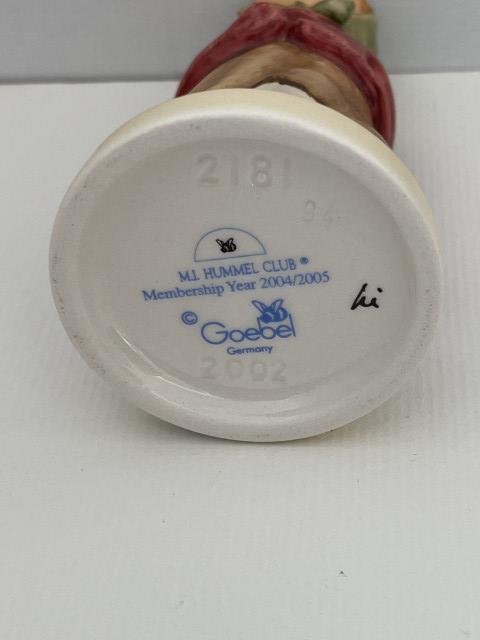 2181
94
M.I. HUMMEL CLUB ®
Membership Year 2004/2005
© Goebel
Germany
2002